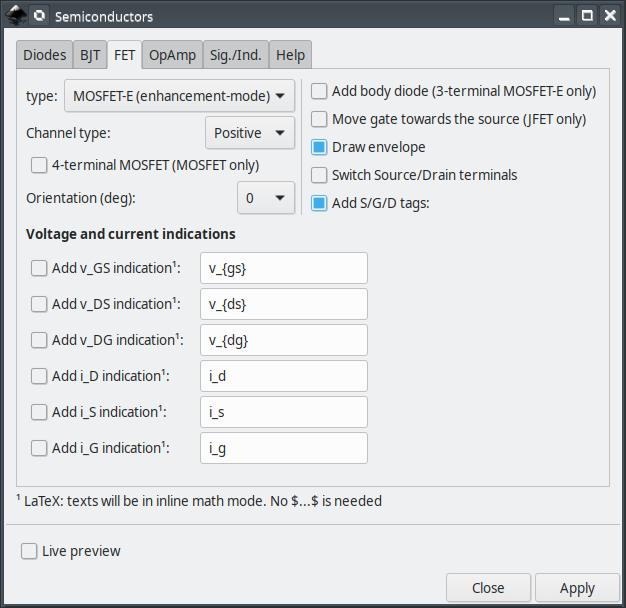 Semiconductors
Diodes BJT FET OpAmp Sig./Ind. Help
type: MOSFET-E (enhancement-mode)
Channel type: Positive
4-terminal MOSFET (MOSFET only)
Orientation (deg): 0
Add body diode (3-terminal MOSFET-E only)
Move gate towards the source (JFET only)
Draw envelope
Switch Source/Drain terminals
Add S/G/D tags:
Voltage and current indications
Add v_GS indication¹: v_{gs}
Add v_DS indication¹: v_{ds}
Add v_DG indication¹: v_{dg}
Add i_D indication¹: i_d
Add i_S indication¹: i_s
Add i_G indication¹: i_g
¹ LaTeX: texts will be in inline math mode. No $...$ is needed
Live preview
Close Apply